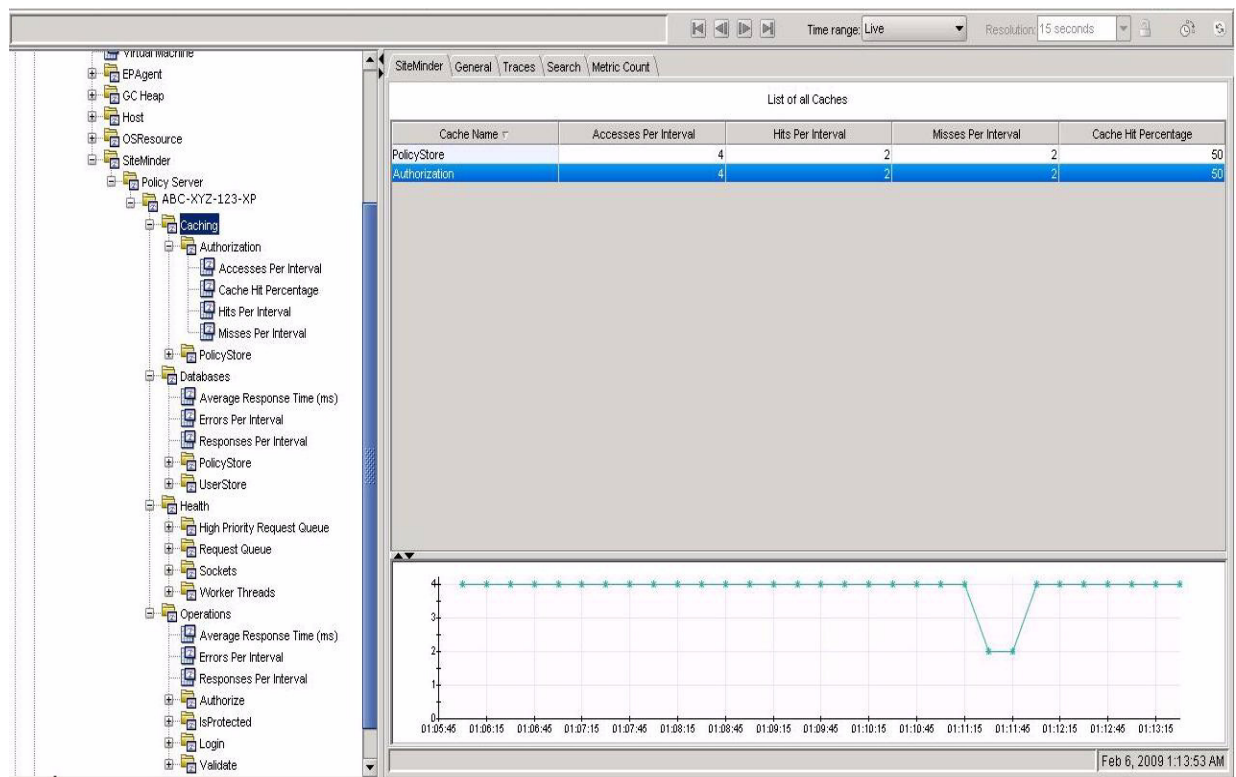 Time range: Live Resolution: 15 seconds
Virtual Machine
EPAgent
GC Heap
Host
OSResource
SiteMinder
Policy Server
ABC-XYZ-123-XP
Caching
Authorization
Accesses Per Interval
Cache Hit Percentage
Hits Per Interval
Misses Per Interval
PolicyStore
Databases
Average Response Time (ms)
Errors Per Interval
Responses Per Interval
PolicyStore
UserStore
Health
High Priority Request Queue
Request Queue
Sockets
Worker Threads
Operations
Average Response Time (ms)
Errors Per Interval
Responses Per Interval
Authorize
IsProtected
Login
Validate
SiteMinder General Traces Search Metric Count
List of all Caches
Cache Name Accesses Per Interval Hits Per Interval Misses Per Interval Cache Hit Percentage
PolicyStore 4 2 2 50
Authorization 4 2 2 50
4
3
2
1
0
01:05:45 01:06:15 01:06:45 01:07:15 01:07:45 01:08:15 01:08:45 01:09:15 01:09:45 01:10:15 01:10:45 01:11:15 01:11:45 01:12:15 01:12:45 01:13:15
Feb 6, 2009 1:13:53 AM